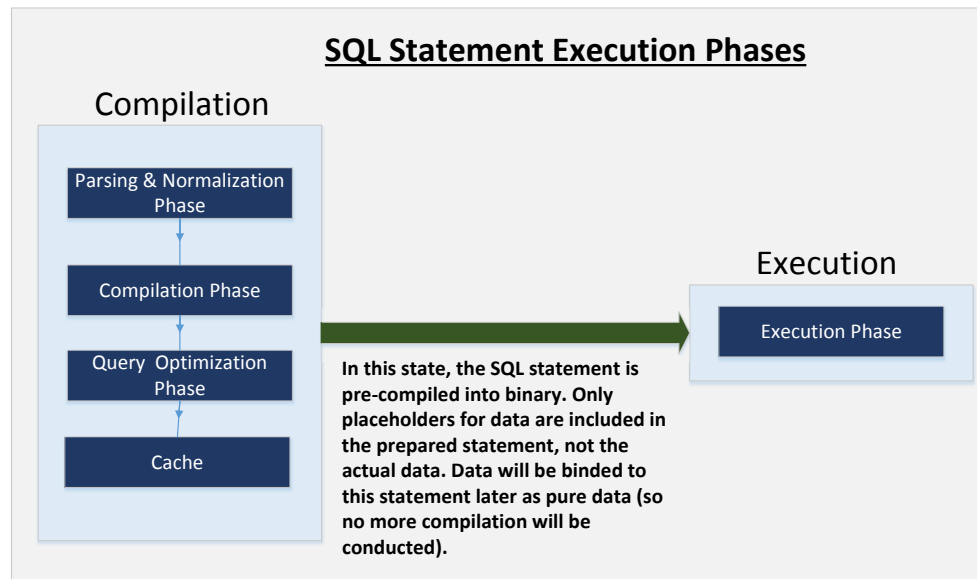 SQL Statement Execution Phases
Compilation
Parsing & Normalization
Phase
Compilation Phase
Query Optimization
Phase
Cache
In this state, the SQL statement is
pre-compiled into binary. Only
placeholders for data are included in
the prepared statement, not the
actual data. Data will be binded to
this statement later as pure data (so
no more compilation will be
conducted).
Execution
Execution Phase